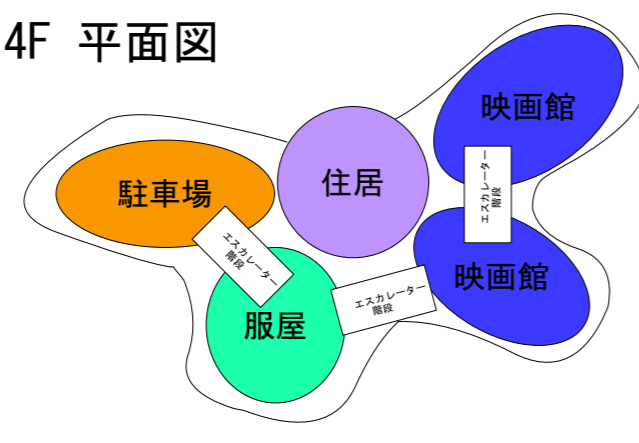 4F 平面図
映画館
駐車場
住居
エスカレーター
階段
エスカレーター
階段
映画館
エスカレーター
階段
服屋